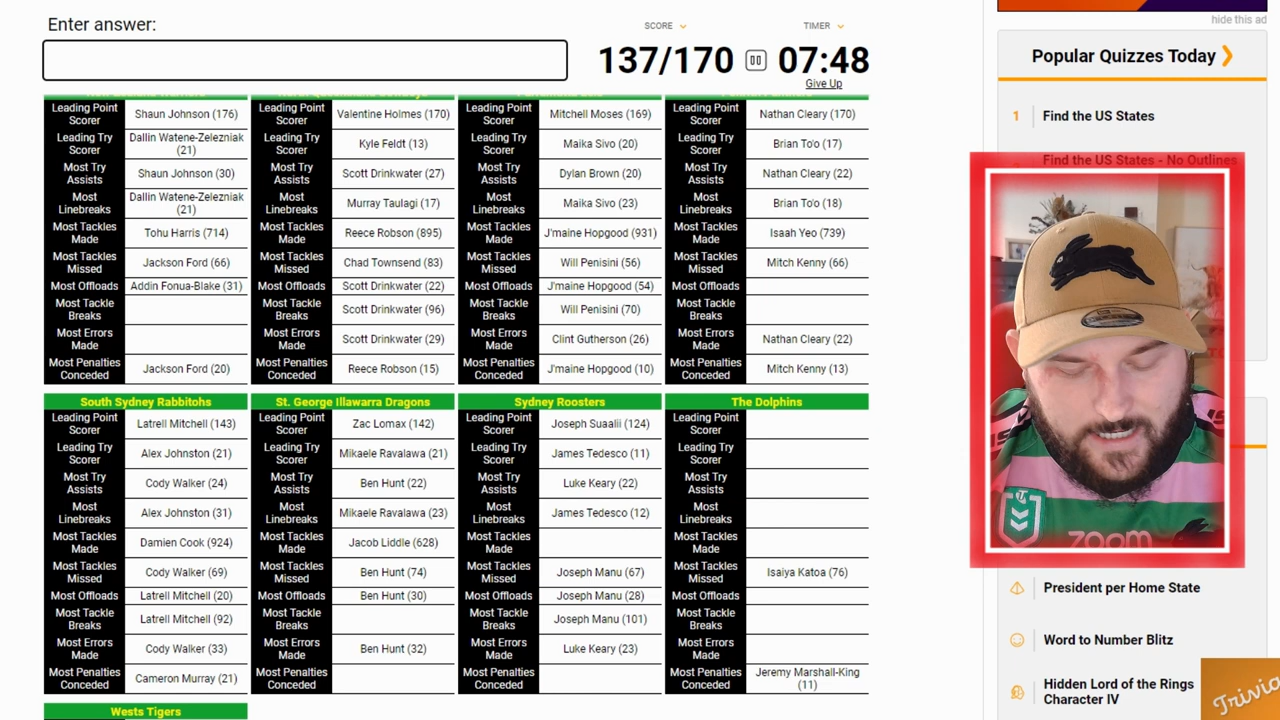 Enter answer:
SCORE
TIMER
137/170
07:48
Give Up
hide this ad
Popular Quizzes Today
1 Find the US States
Find the US States - No Outlines
President per Home State
Word to Number Blitz
Hidden Lord of the Rings
Character IV
Trivia
Leading Point Scorer Shaun Johnson (176)
Leading Try Scorer Dallin Watene-Zelezniak (21)
Most Try Assists Shaun Johnson (30)
Most Linebreaks Dallin Watene-Zelezniak (21)
Most Tackles Made Tohu Harris (714)
Most Tackles Missed Jackson Ford (66)
Most Offloads Addin Fonua-Blake (31)
Most Tackle Breaks
Most Errors Made
Most Penalties Conceded Jackson Ford (20)
Leading Point Scorer Valentine Holmes (170)
Leading Try Scorer Kyle Feldt (13)
Most Try Assists Scott Drinkwater (27)
Most Linebreaks Murray Taulagi (17)
Most Tackles Made Reece Robson (895)
Most Tackles Missed Chad Townsend (83)
Most Offloads Scott Drinkwater (22)
Most Tackle Breaks Scott Drinkwater (96)
Most Errors Made Scott Drinkwater (29)
Most Penalties Conceded Reece Robson (15)
Leading Point Scorer Mitchell Moses (169)
Leading Try Scorer Maika Sivo (20)
Most Try Assists Dylan Brown (20)
Most Linebreaks Maika Sivo (23)
Most Tackles Made J'maine Hopgood (931)
Most Tackles Missed Will Penisini (56)
Most Offloads J'maine Hopgood (54)
Most Tackle Breaks Will Penisini (70)
Most Errors Made Clint Gutherson (26)
Most Penalties Conceded J'maine Hopgood (10)
Leading Point Scorer Nathan Cleary (170)
Leading Try Scorer Brian To'o (17)
Most Try Assists Nathan Cleary (22)
Most Linebreaks Brian To'o (18)
Most Tackles Made Isaah Yeo (739)
Most Tackles Missed Mitch Kenny (66)
Most Offloads
Most Tackle Breaks
Most Errors Made Nathan Cleary (22)
Most Penalties Conceded Mitch Kenny (13)
South Sydney Rabbitohs
Leading Point Scorer Latrell Mitchell (143)
Leading Try Scorer Alex Johnston (21)
Most Try Assists Cody Walker (24)
Most Linebreaks Alex Johnston (31)
Most Tackles Made Damien Cook (924)
Most Tackles Missed Cody Walker (69)
Most Offloads Latrell Mitchell (20)
Most Tackle Breaks Latrell Mitchell (92)
Most Errors Made Cody Walker (33)
Most Penalties Conceded Cameron Murray (21)
St. George Illawarra Dragons
Leading Point Scorer Zac Lomax (142)
Leading Try Scorer Mikaele Ravalawa (21)
Most Try Assists Ben Hunt (22)
Most Linebreaks Mikaele Ravalawa (23)
Most Tackles Made Jacob Liddle (628)
Most Tackles Missed Ben Hunt (74)
Most Offloads Ben Hunt (30)
Most Tackle Breaks
Most Errors Made Ben Hunt (32)
Most Penalties Conceded
Sydney Roosters
Leading Point Scorer Joseph Suaalii (124)
Leading Try Scorer James Tedesco (11)
Most Try Assists Luke Keary (22)
Most Linebreaks James Tedesco (12)
Most Tackles Made
Most Tackles Missed Joseph Manu (67)
Most Offloads Joseph Manu (28)
Most Tackle Breaks Joseph Manu (101)
Most Errors Made Luke Keary (23)
Most Penalties Conceded
The Dolphins
Leading Point Scorer
Leading Try Scorer
Most Try Assists
Most Linebreaks
Most Tackles Made
Most Tackles Missed Isaiya Katoa (76)
Most Offloads
Most Tackle Breaks
Most Errors Made
Most Penalties Conceded Jeremy Marshall-King (11)
Wests Tigers
zoom